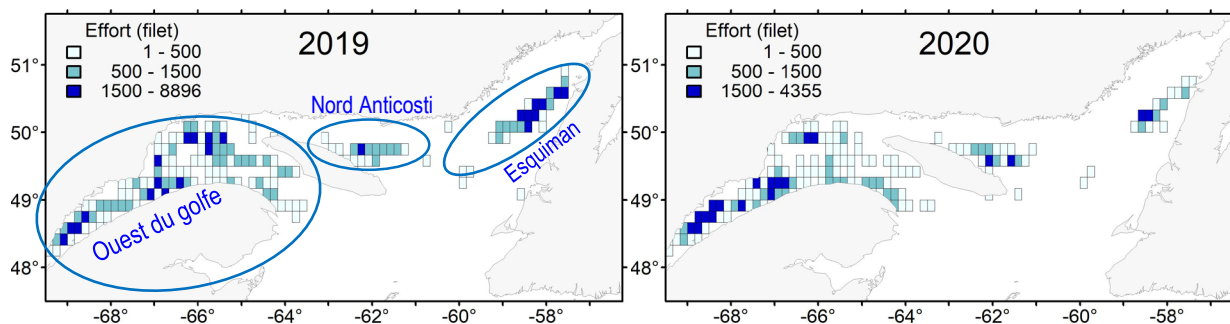 Effort (filet)
1 - 500
500 - 1500
1500 - 8896
2019
Nord Anticosti
Esquiman
Ouest du golfe
51°
50°
49°
48°
-68° -66° -64° -62° -60° -58°
Effort (filet)
1 - 500
500 - 1500
1500 - 4355
2020
51°
50°
49°
48°
-68° -66° -64° -62° -60° -58°